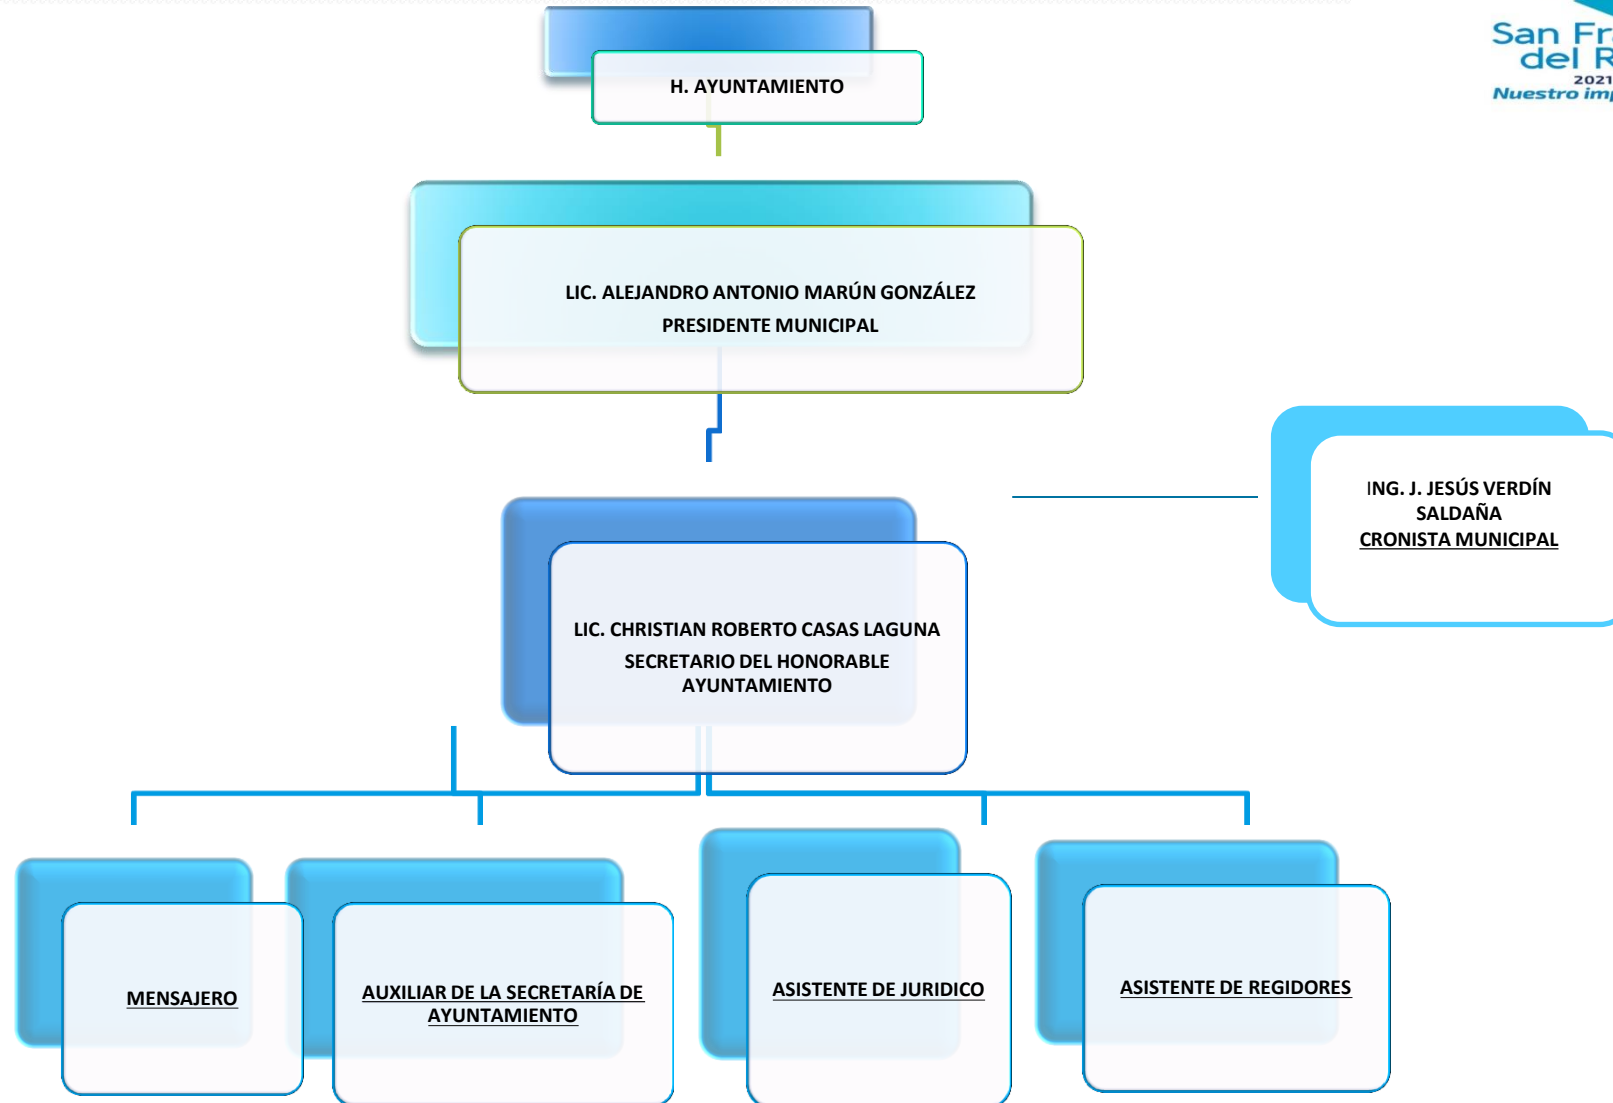 San Fra
del R
2021
Nuestro imp
H. AYUNTAMIENTO
LIC. ALEJANDRO ANTONIO MARÚN GONZÁLEZ
PRESIDENTE MUNICIPAL
ING. J. JESÚS VERDÍN
SALDAÑA
CRONISTA MUNICIPAL
LIC. CHRISTIAN ROBERTO CASAS LAGUNA
SECRETARIO DEL HONORABLE
AYUNTAMIENTO
MENSAJERO
AUXILIAR DE LA SECRETARÍA DE
AYUNTAMIENTO
ASISTENTE DE JURIDICO
ASISTENTE DE REGIDORES